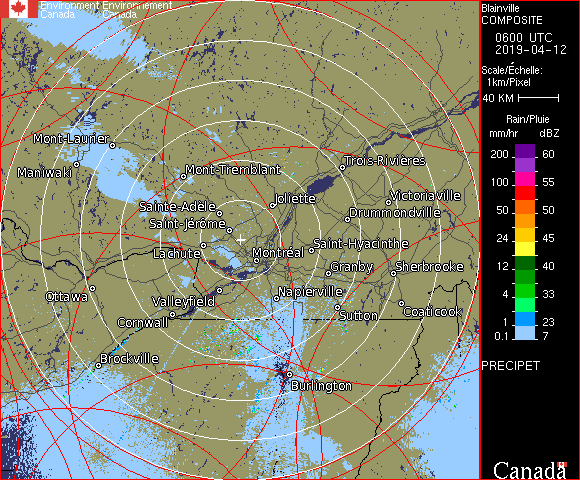 Environment Environnement
Canada Canada
Blainville
COMPOSITE
0600 UTC
2019-04-12
Scale/Échelle:
1km/Pixel
40 KM
Rain/Pluie
mm/hr dBZ
200 60
100 55
50 50
24 45
12 40
4 33
1 23
0.1 7
PRECIPET
Mont-Laurier
Maniwaki
Mont-Tremblant
Trois-Rivières
Joliette
Victoriaville
Sainte-Adele
Drummondville
Saint-Jérôme
Saint-Hyacinthe
Lachute
Montréal
Granby
Sherbrooke
Ottawa
Valleyfield
Napierville
Cornwall
Sutton
Coaticook
Brockville
Burlington
Canada